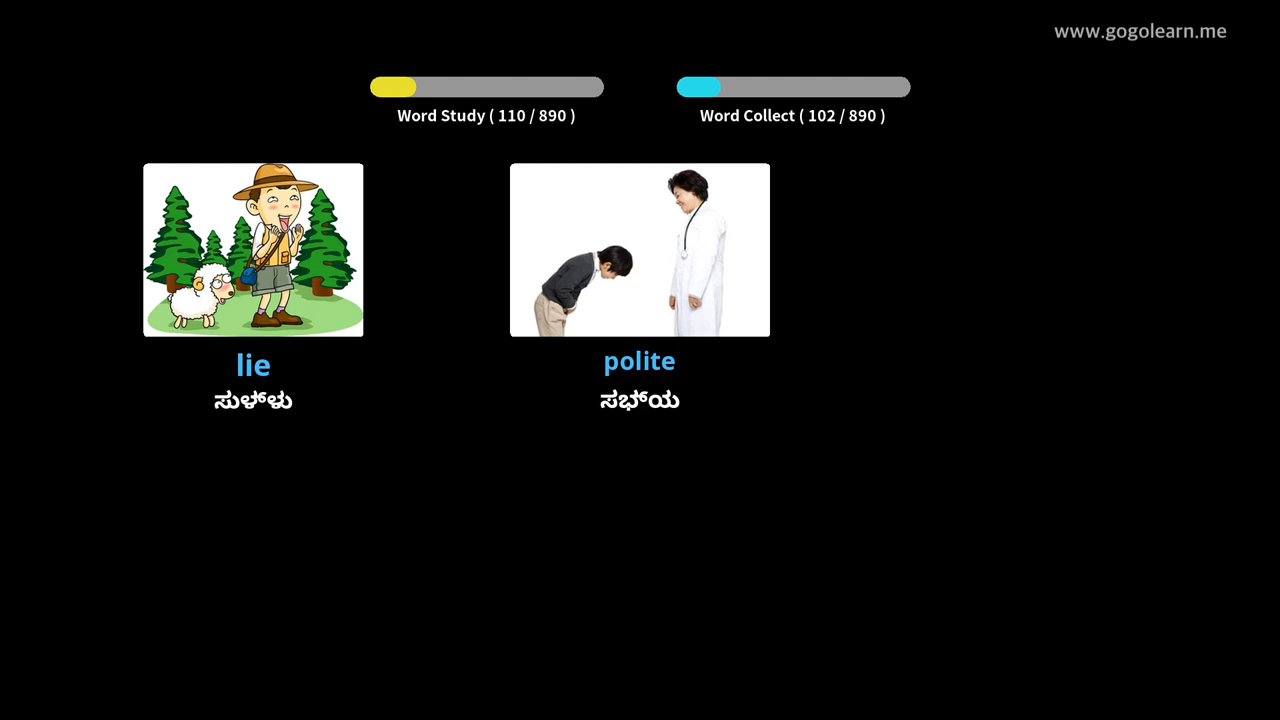 www.gogolearn.me
Word Study ( 110 / 890 )
Word Collect ( 102 / 890 )
lie
ಸುಳ್ಳು
polite
ಸಭ್ಯ